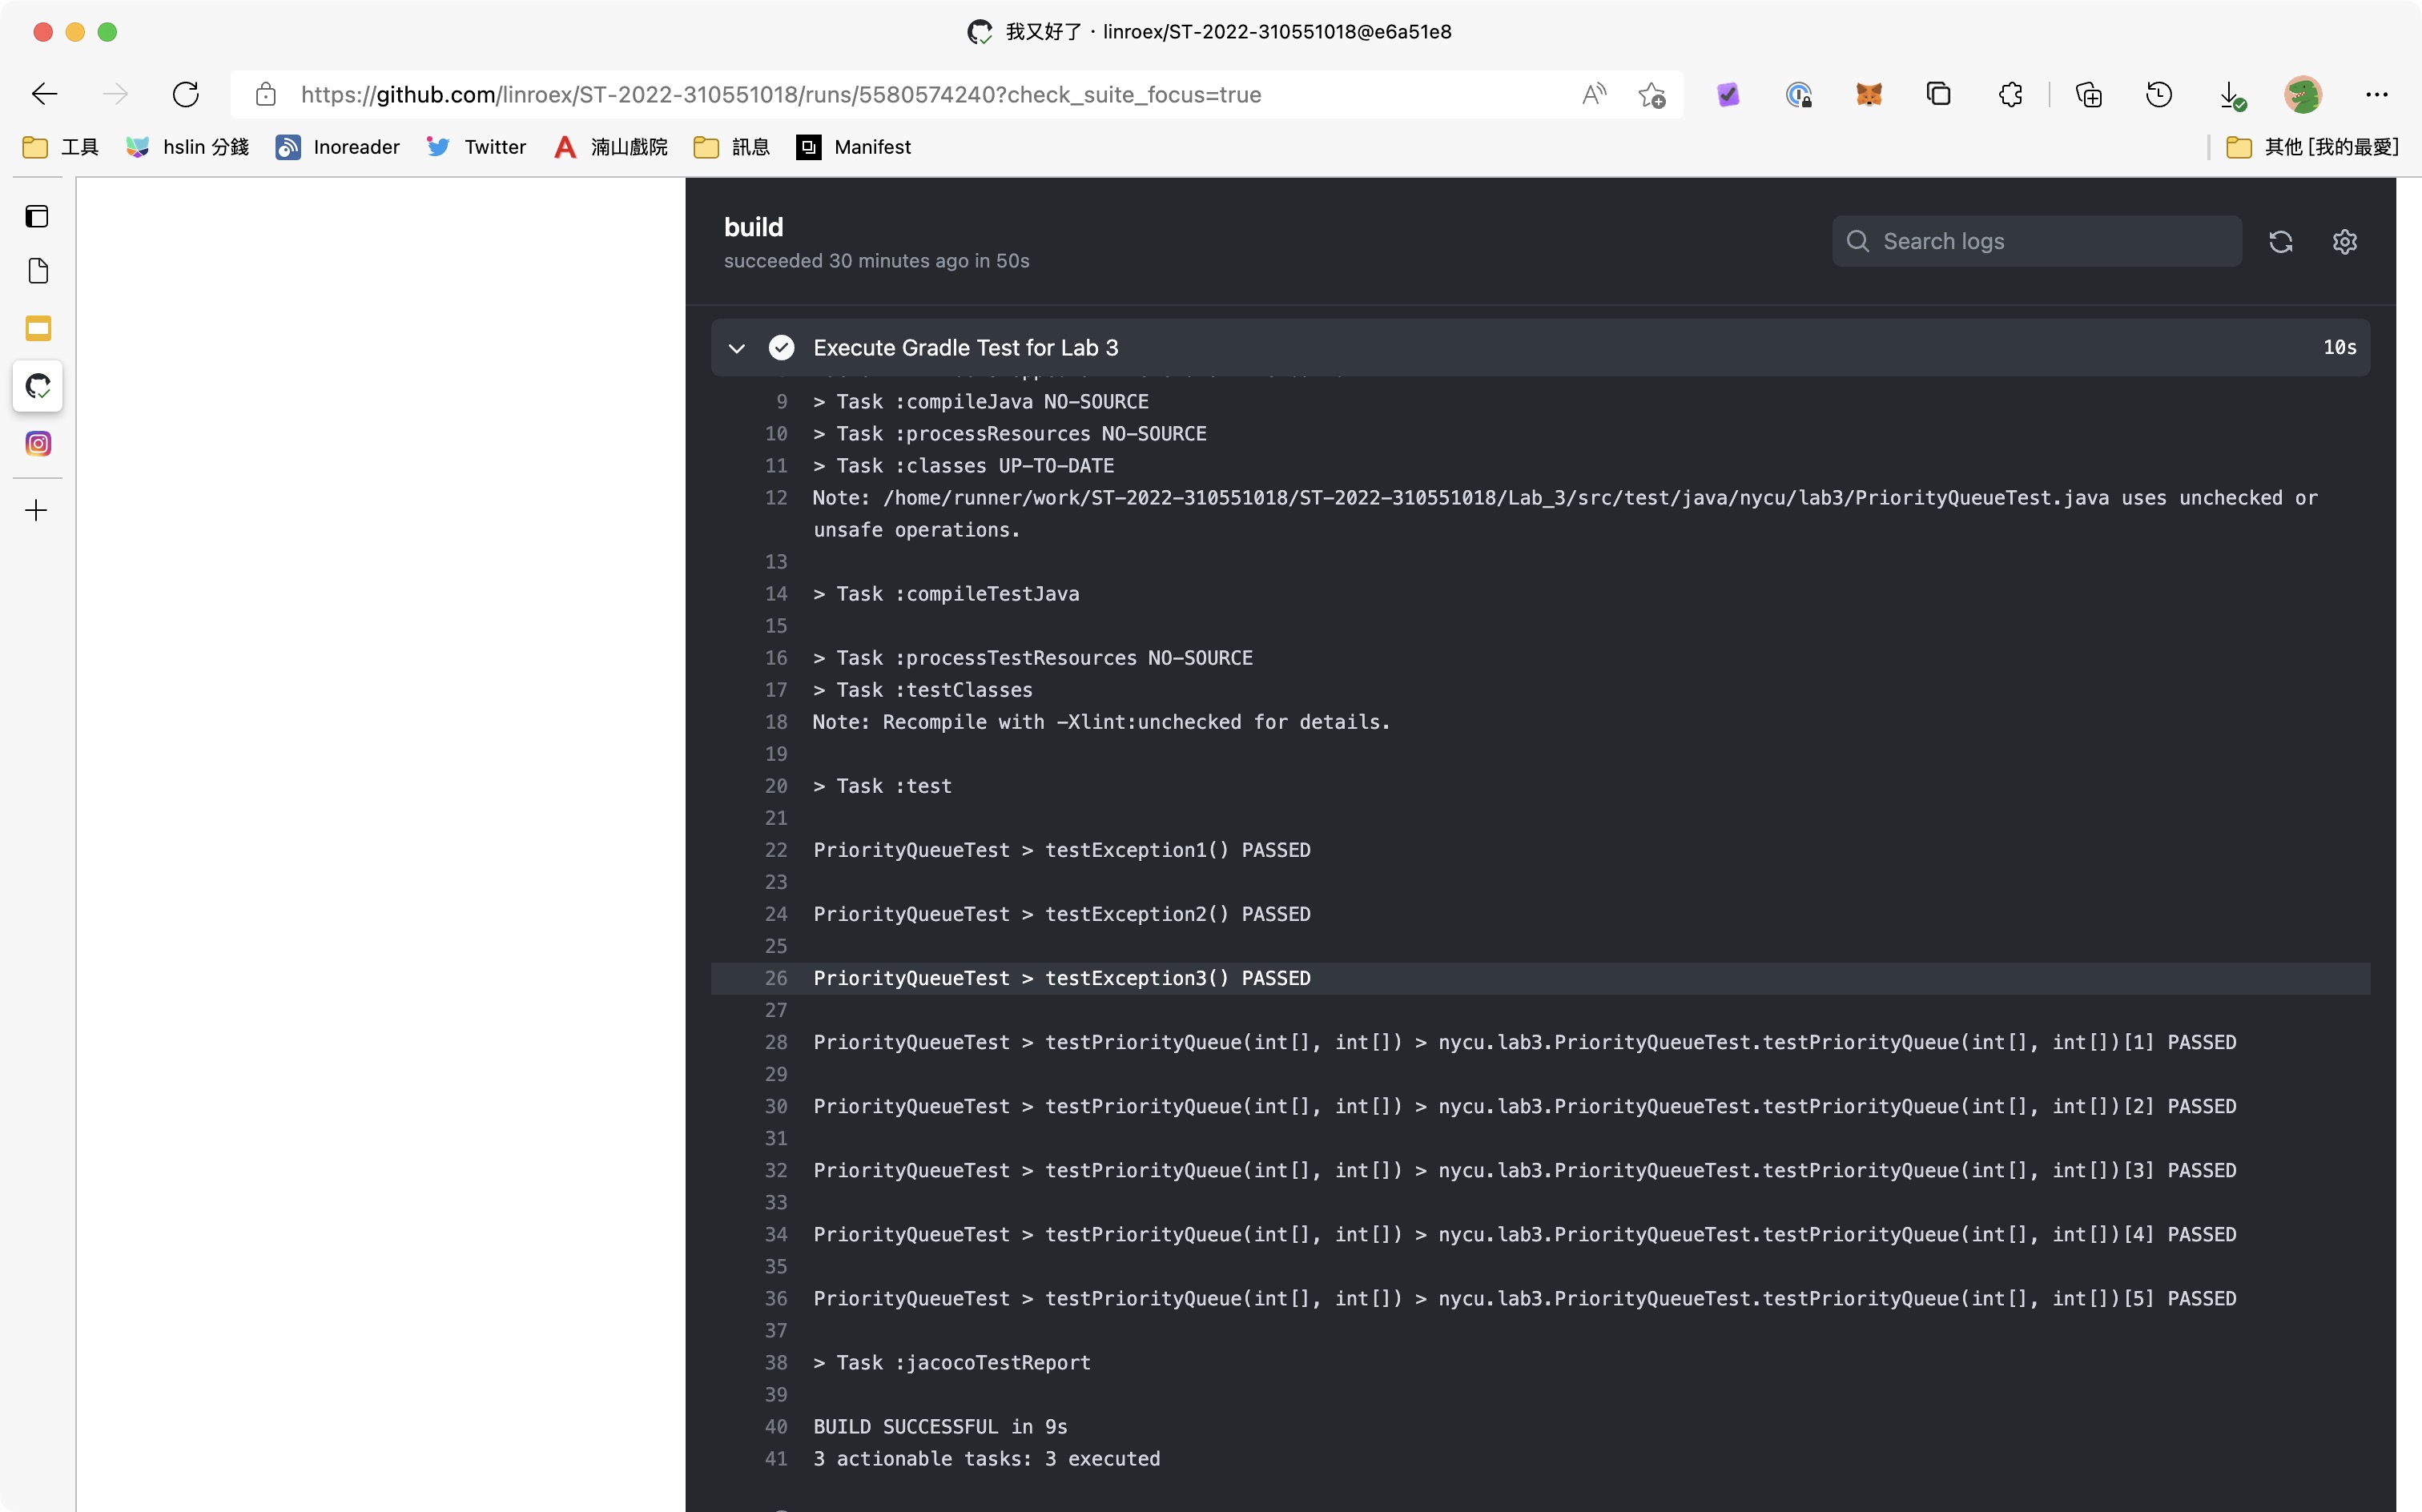 我又好了 · linroex/ST-2022-310551018@e6a51e8
https://github.com/linroex/ST-2022-310551018/runs/5580574240?check_suite_focus=true
工具 hslin 分錢 Inoreader Twitter 湳山戲院 訊息 Manifest 其他 [我的最愛]
build
succeeded 30 minutes ago in 50s
Search logs
Execute Gradle Test for Lab 3 10s
9 > Task :compileJava NO-SOURCE
10 > Task :processResources NO-SOURCE
11 > Task :classes UP-TO-DATE
12 Note: /home/runner/work/ST-2022-310551018/ST-2022-310551018/Lab_3/src/test/java/nycu/lab3/PriorityQueueTest.java uses unchecked or
unsafe operations.
13
14 > Task :compileTestJava
15
16 > Task :processTestResources NO-SOURCE
17 > Task :testClasses
18 Note: Recompile with -Xlint:unchecked for details.
19
20 > Task :test
21
22 PriorityQueueTest > testException1() PASSED
23
24 PriorityQueueTest > testException2() PASSED
25
26 PriorityQueueTest > testException3() PASSED
27
28 PriorityQueueTest > testPriorityQueue(int[], int[]) > nycu.lab3.PriorityQueueTest.testPriorityQueue(int[], int[])[1] PASSED
29
30 PriorityQueueTest > testPriorityQueue(int[], int[]) > nycu.lab3.PriorityQueueTest.testPriorityQueue(int[], int[])[2] PASSED
31
32 PriorityQueueTest > testPriorityQueue(int[], int[]) > nycu.lab3.PriorityQueueTest.testPriorityQueue(int[], int[])[3] PASSED
33
34 PriorityQueueTest > testPriorityQueue(int[], int[]) > nycu.lab3.PriorityQueueTest.testPriorityQueue(int[], int[])[4] PASSED
35
36 PriorityQueueTest > testPriorityQueue(int[], int[]) > nycu.lab3.PriorityQueueTest.testPriorityQueue(int[], int[])[5] PASSED
37
38 > Task :jacocoTestReport
39
40 BUILD SUCCESSFUL in 9s
41 3 actionable tasks: 3 executed